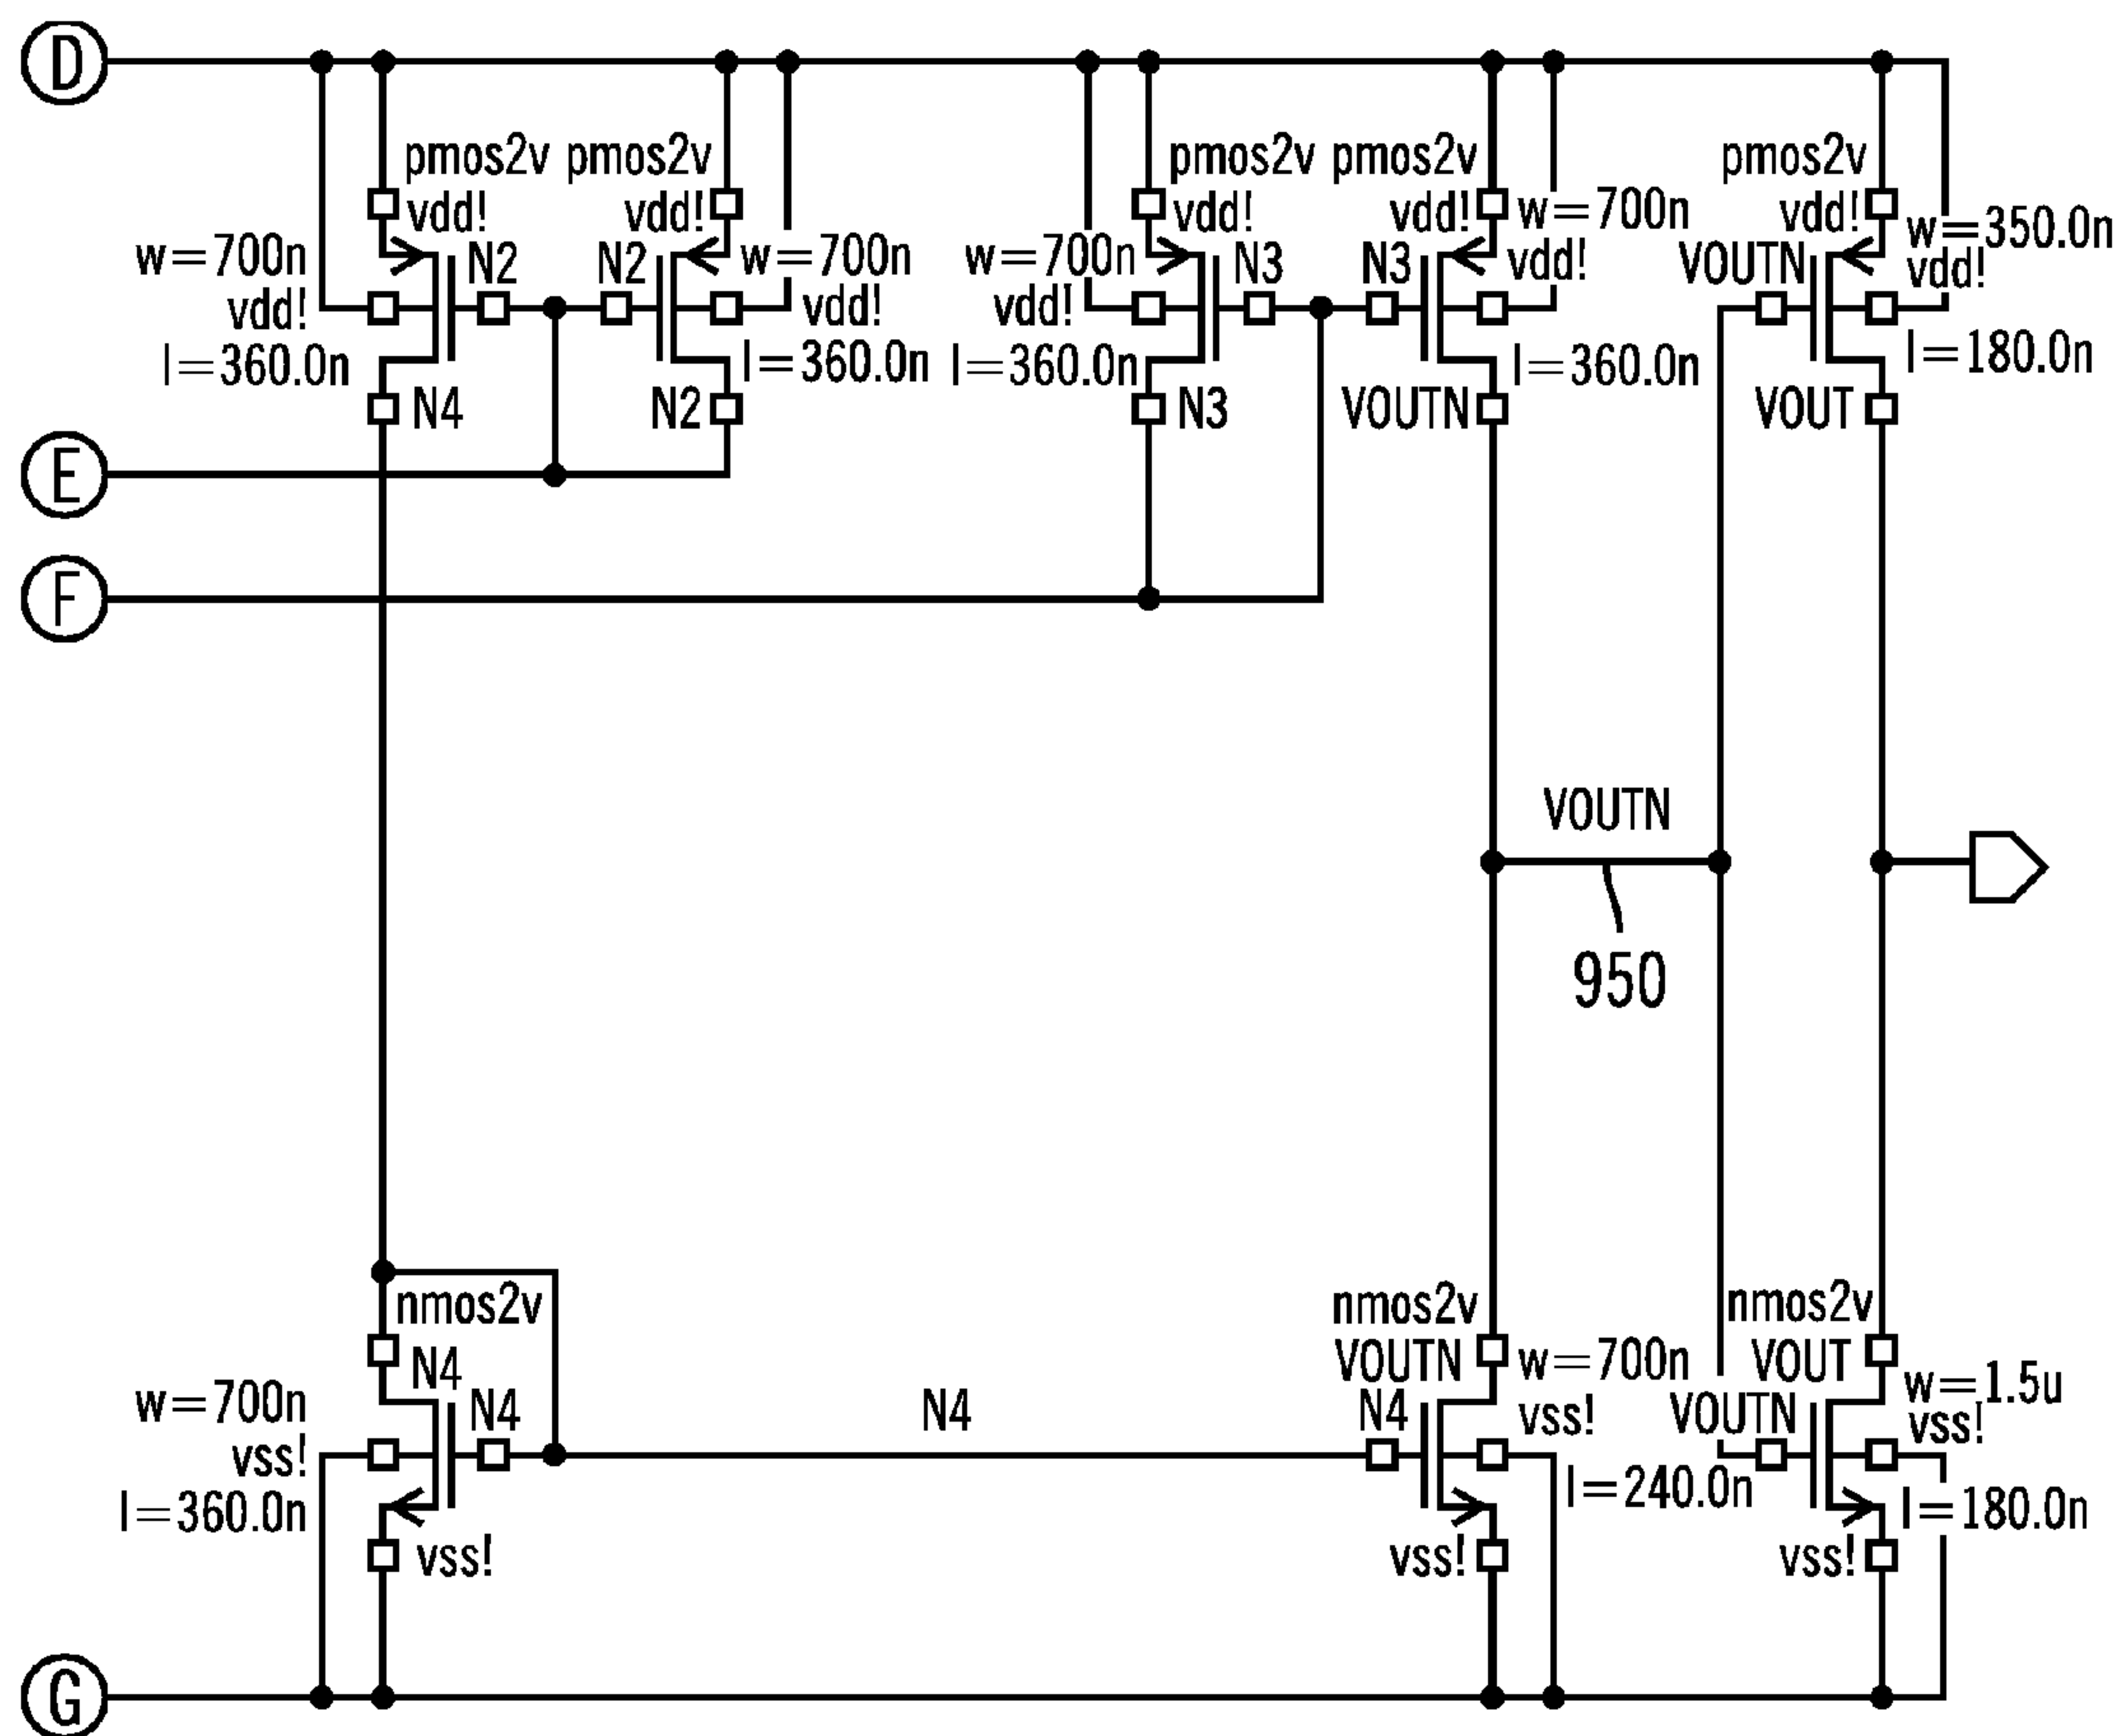 D
pmos2v pmos2v pmos2v pmos2v pmos2v
vdd! vdd! vdd! vdd! w=700n vdd! w=350.0n
w=700n N2 N2 w=700n w=700n N3 N3 vdd! VOUTN vdd!
vdd! vdd! vdd!
l=360.0n l=360.0n l=360.0n l=360.0n l=180.0n
N4 N2 N3 VOUTN VOUT
E
F
VOUTN
950
nmos2v nmos2v nmos2v
N4 VOUTN w=700n VOUT w=1.5u
w=700n N4 N4 N4 vss! VOUTN vss!
vss! l=240.0n
l=360.0n l=180.0n
vss! vss! vss!
G